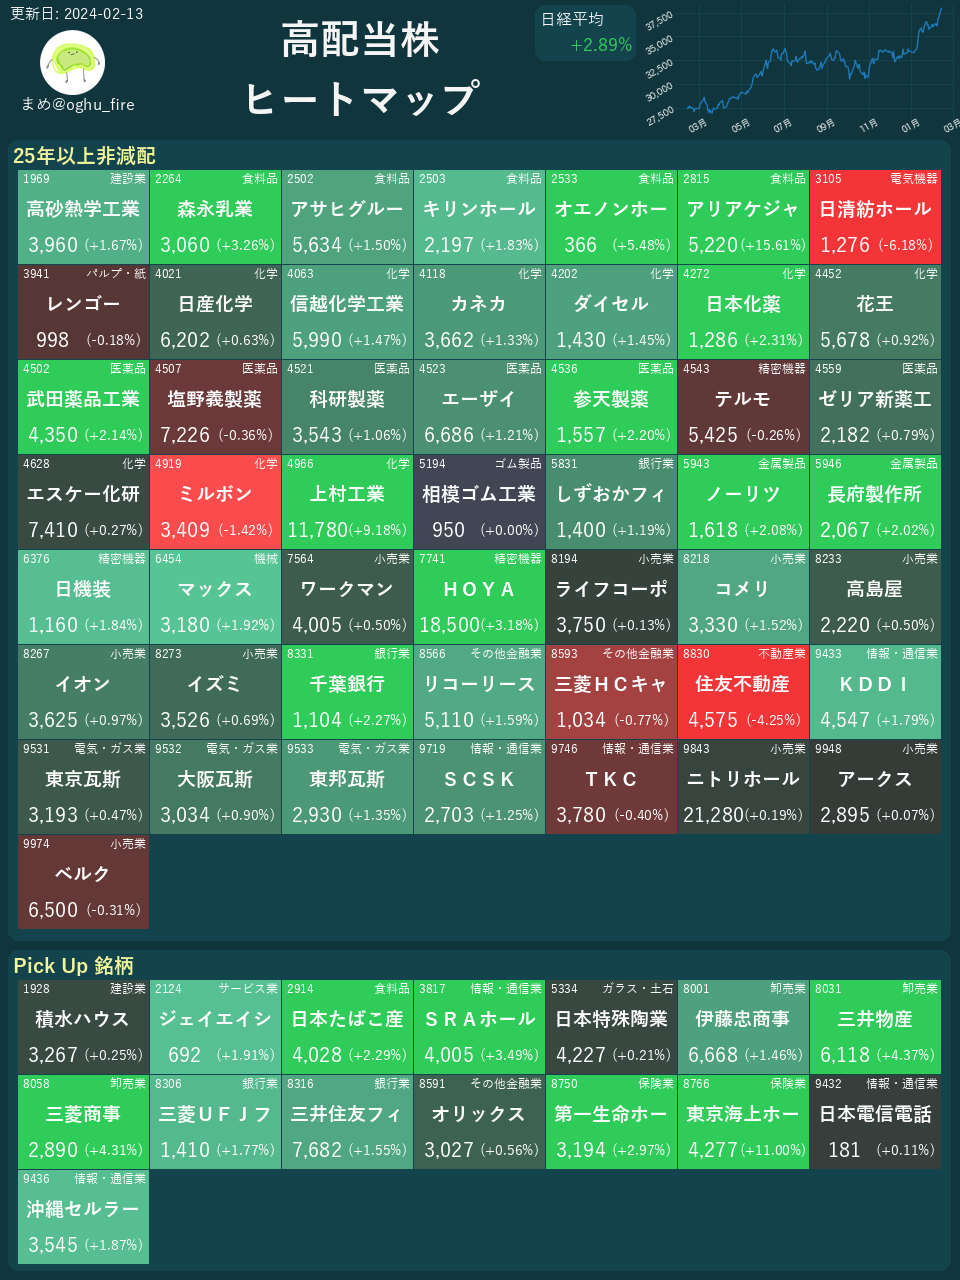 更新日: 2024-02-13
まめ@oghu_fire
高配当株
ヒートマップ
日経平均
+2.89%
37,500
35,000
32,500
30,000
27,500
03月 05月 07月 09月 11月 01月 03月
25年以上非減配
1969 建設業 2264 食料品 2502 食料品 2503 食料品 2533 食料品 2815 食料品 3105 電気機器
高砂熱学工業 森永乳業 アサヒグルー キリンホール オエノンホー アリアケジャ 日清紡ホール
3,960 (+1.67%) 3,060 (+3.26%) 5,634 (+1.50%) 2,197 (+1.83%) 366 (+5.48%) 5,220 (+15.61%) 1,276 (-6.18%)
3941 パルプ・紙 4021 化学 4063 化学 4118 化学 4202 化学 4272 化学 4452 化学
レンゴー 日産化学 信越化学工業 カネカ ダイセル 日本化薬 花王
998 (-0.18%) 6,202 (+0.63%) 5,990 (+1.47%) 3,662 (+1.33%) 1,430 (+1.45%) 1,286 (+2.31%) 5,678 (+0.92%)
4502 医薬品 4507 医薬品 4521 医薬品 4523 医薬品 4536 医薬品 4543 精密機器 4559 医薬品
武田薬品工業 塩野義製薬 科研製薬 エーザイ 参天製薬 テルモ ゼリア新薬工
4,350 (+2.14%) 7,226 (-0.36%) 3,543 (+1.06%) 6,686 (+1.21%) 1,557 (+2.20%) 5,425 (-0.26%) 2,182 (+0.79%)
4628 化学 4919 化学 4966 化学 5194 ゴム製品 5831 銀行業 5943 金属製品 5946 金属製品
エスケー化研 ミルボン 上村工業 相模ゴム工業 しずおかフィ ノーリツ 長府製作所
7,410 (+0.27%) 3,409 (-1.42%) 11,780 (+9.18%) 950 (+0.00%) 1,400 (+1.19%) 1,618 (+2.08%) 2,067 (+2.02%)
6376 精密機器 6454 機械 7564 小売業 7741 精密機器 8194 小売業 8218 小売業 8233 小売業
日機装 マックス ワークマン ＨＯＹＡ ライフコーポ コメリ 高島屋
1,160 (+1.84%) 3,180 (+1.92%) 4,005 (+0.50%) 18,500 (+3.18%) 3,750 (+0.13%) 3,330 (+1.52%) 2,220 (+0.50%)
8267 小売業 8273 小売業 8331 銀行業 8566 その他金融業 8593 その他金融業 8830 不動産業 9433 情報・通信業
イオン イズミ 千葉銀行 リコーリース 三菱ＨＣキャ 住友不動産 ＫＤＤＩ
3,625 (+0.97%) 3,526 (+0.69%) 1,104 (+2.27%) 5,110 (+1.59%) 1,034 (-0.77%) 4,575 (-4.25%) 4,547 (+1.79%)
9531 電気・ガス業 9532 電気・ガス業 9533 電気・ガス業 9719 情報・通信業 9746 情報・通信業 9843 小売業 9948 小売業
東京瓦斯 大阪瓦斯 東邦瓦斯 ＳＣＳＫ ＴＫＣ ニトリホール アークス
3,193 (+0.47%) 3,034 (+0.90%) 2,930 (+1.35%) 2,703 (+1.25%) 3,780 (-0.40%) 21,280 (+0.19%) 2,895 (+0.07%)
9974 小売業
ベルク
6,500 (-0.31%)
Pick Up 銘柄
1928 建設業 2124 サービス業 2914 食料品 3817 情報・通信業 5334 ガラス・土石 8001 卸売業 8031 卸売業
積水ハウス ジェイエイシ 日本たばこ産 ＳＲＡホール 日本特殊陶業 伊藤忠商事 三井物産
3,267 (+0.25%) 692 (+1.91%) 4,028 (+2.29%) 4,005 (+3.49%) 4,227 (+0.21%) 6,668 (+1.46%) 6,118 (+4.37%)
8058 卸売業 8306 銀行業 8316 銀行業 8591 その他金融業 8750 保険業 8766 保険業 9432 情報・通信業
三菱商事 三菱ＵＦＪフ 三井住友フィ オリックス 第一生命ホー 東京海上ホー 日本電信電話
2,890 (+4.31%) 1,410 (+1.77%) 7,682 (+1.55%) 3,027 (+0.56%) 3,194 (+2.97%) 4,277 (+11.00%) 181 (+0.11%)
9436 情報・通信業
沖縄セルラー
3,545 (+1.87%)